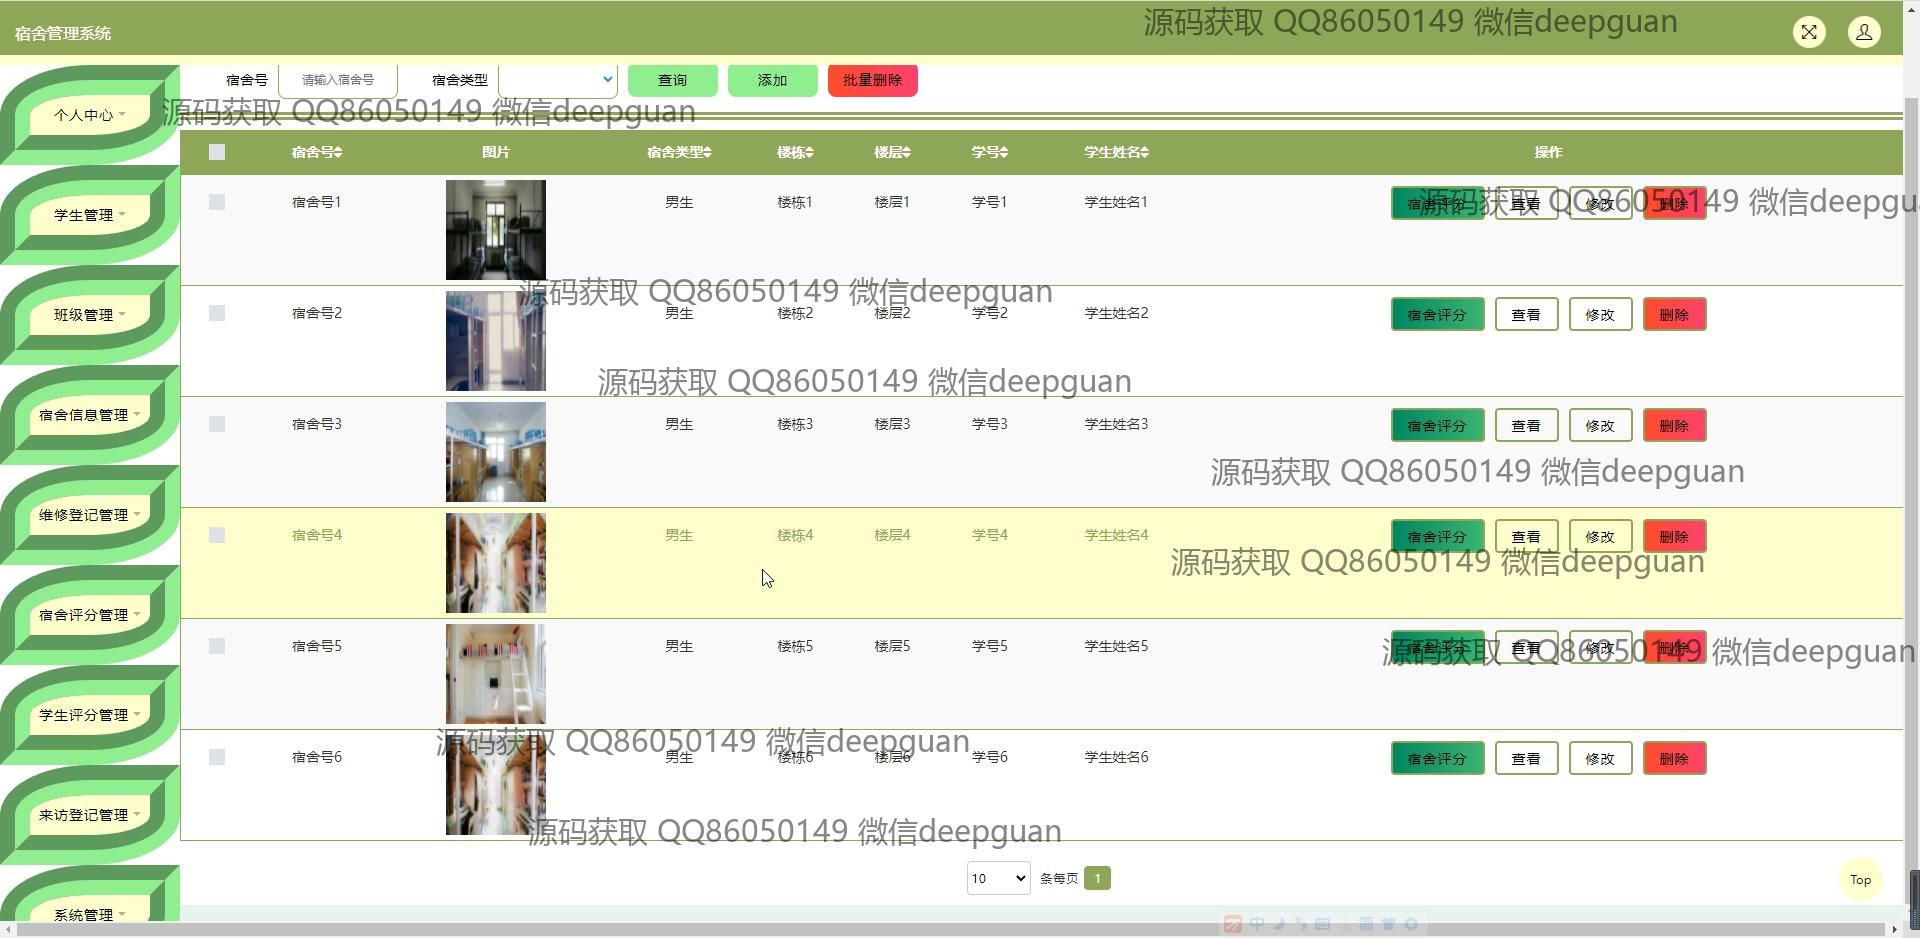 宿舍管理系统
源码获取 QQ86050149 微信deepguan
宿舍号 请输入宿舍号 宿舍类型 查询 添加 批量删除
个人中心
源码获取 QQ86050149 微信deepguan
宿舍号 图片 宿舍类型 楼栋 楼层 学号 学生姓名 操作
学生管理
宿舍号1 男生 楼栋1 楼层1 学号1 学生姓名1 宿舍评分 查看 修改 删除
源码获取 QQ86050149 微信deepgu
源码获取 QQ86050149 微信deepguan
班级管理
宿舍号2 男生 楼栋2 楼层2 学号2 学生姓名2 宿舍评分 查看 修改 删除
源码获取 QQ86050149 微信deepguan
宿舍信息管理
宿舍号3 男生 楼栋3 楼层3 学号3 学生姓名3 宿舍评分 查看 修改 删除
源码获取 QQ86050149 微信deepguan
维修登记管理
宿舍号4 男生 楼栋4 楼层4 学号4 学生姓名4 宿舍评分 查看 修改 删除
源码获取 QQ86050149 微信deepguan
宿舍评分管理
宿舍号5 男生 楼栋5 楼层5 学号5 学生姓名5 宿舍评分 查看 修改 删除
源码获取 QQ86050149 微信deepguan
学生评分管理
源码获取 QQ86050149 微信deepguan
宿舍号6 男生 楼栋6 楼层6 学号6 学生姓名6 宿舍评分 查看 修改 删除
来访登记管理
源码获取 QQ86050149 微信deepguan
10 条每页 1 Top
系统管理
中 简